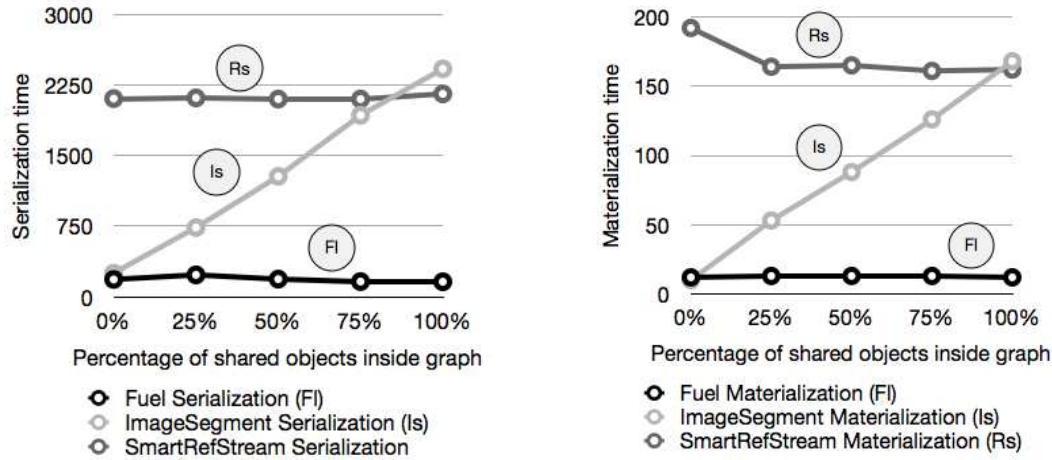 3000
2250
1500
750
0
Serialization time
Rs
Is
Fl
0% 25% 50% 75% 100%
Percentage of shared objects inside graph
Fuel Serialization (Fl)
ImageSegment Serialization (Is)
SmartRefStream Serialization
200
150
100
50
0
Materialization time
Rs
Is
Fl
0% 25% 50% 75% 100%
Percentage of shared objects inside graph
Fuel Materialization (Fl)
ImageSegment Materialization (Is)
SmartRefStream Materialization (Rs)